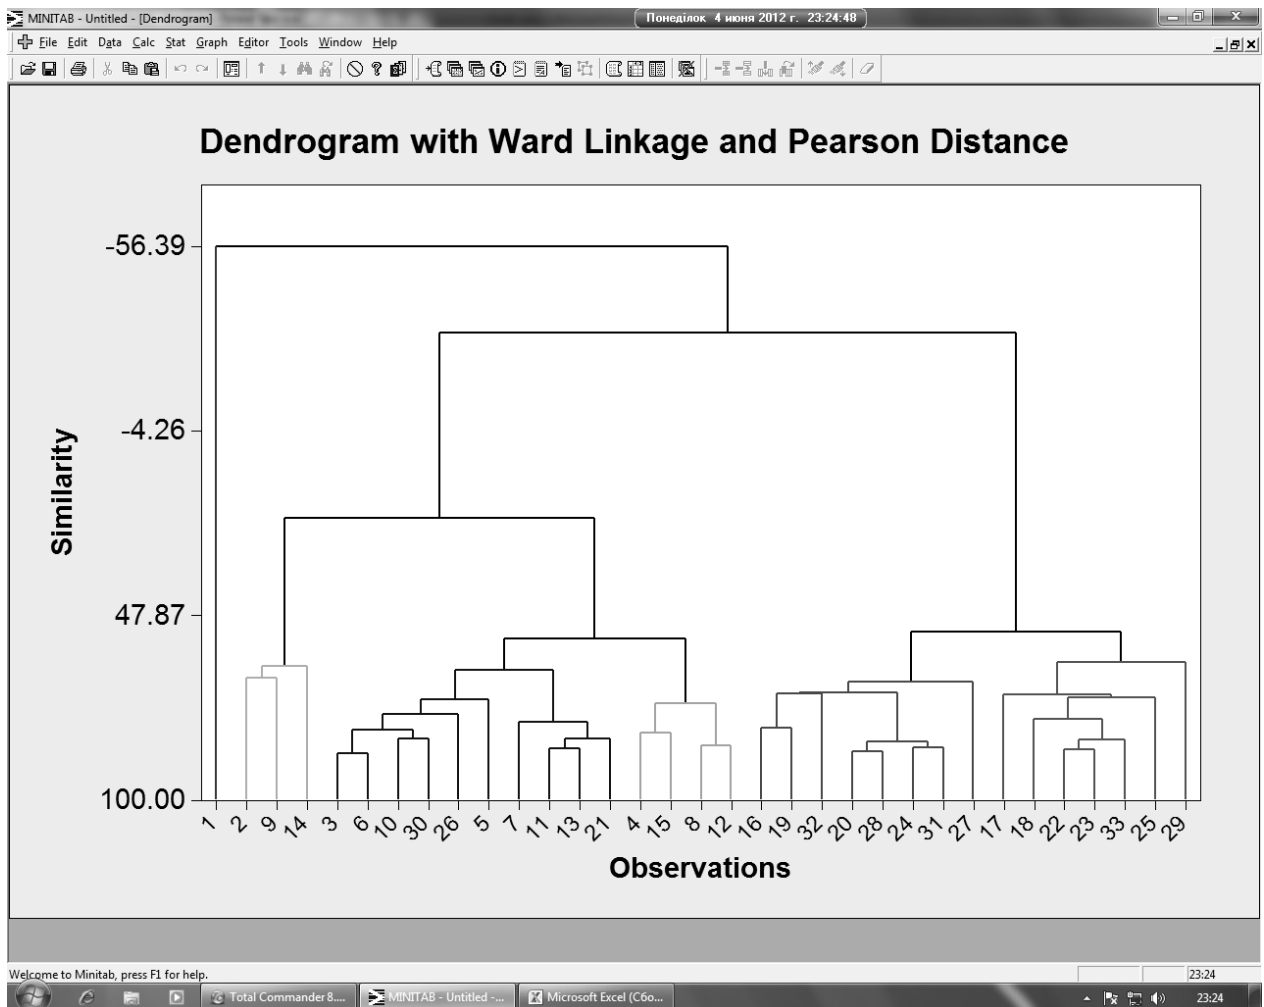 MINITAB - Untitled - [Dendrogram]
Понеділок 4 июня 2012 г. 23:24:48
File Edit Data Calc Stat Graph Editor Tools Window Help
Dendrogram with Ward Linkage and Pearson Distance
-56.39
-4.26
47.87
100.00
Similarity
1 2 9 14 3 6 10 30 26 5 7 11 13 21 4 15 8 12 16 19 32 20 28 24 31 27 17 18 22 23 33 25 29
Observations
Welcome to Minitab, press F1 for help.
23:24
Total Commander 8....
MINITAB - Untitled -...
Microsoft Excel (Сбо...
23:24